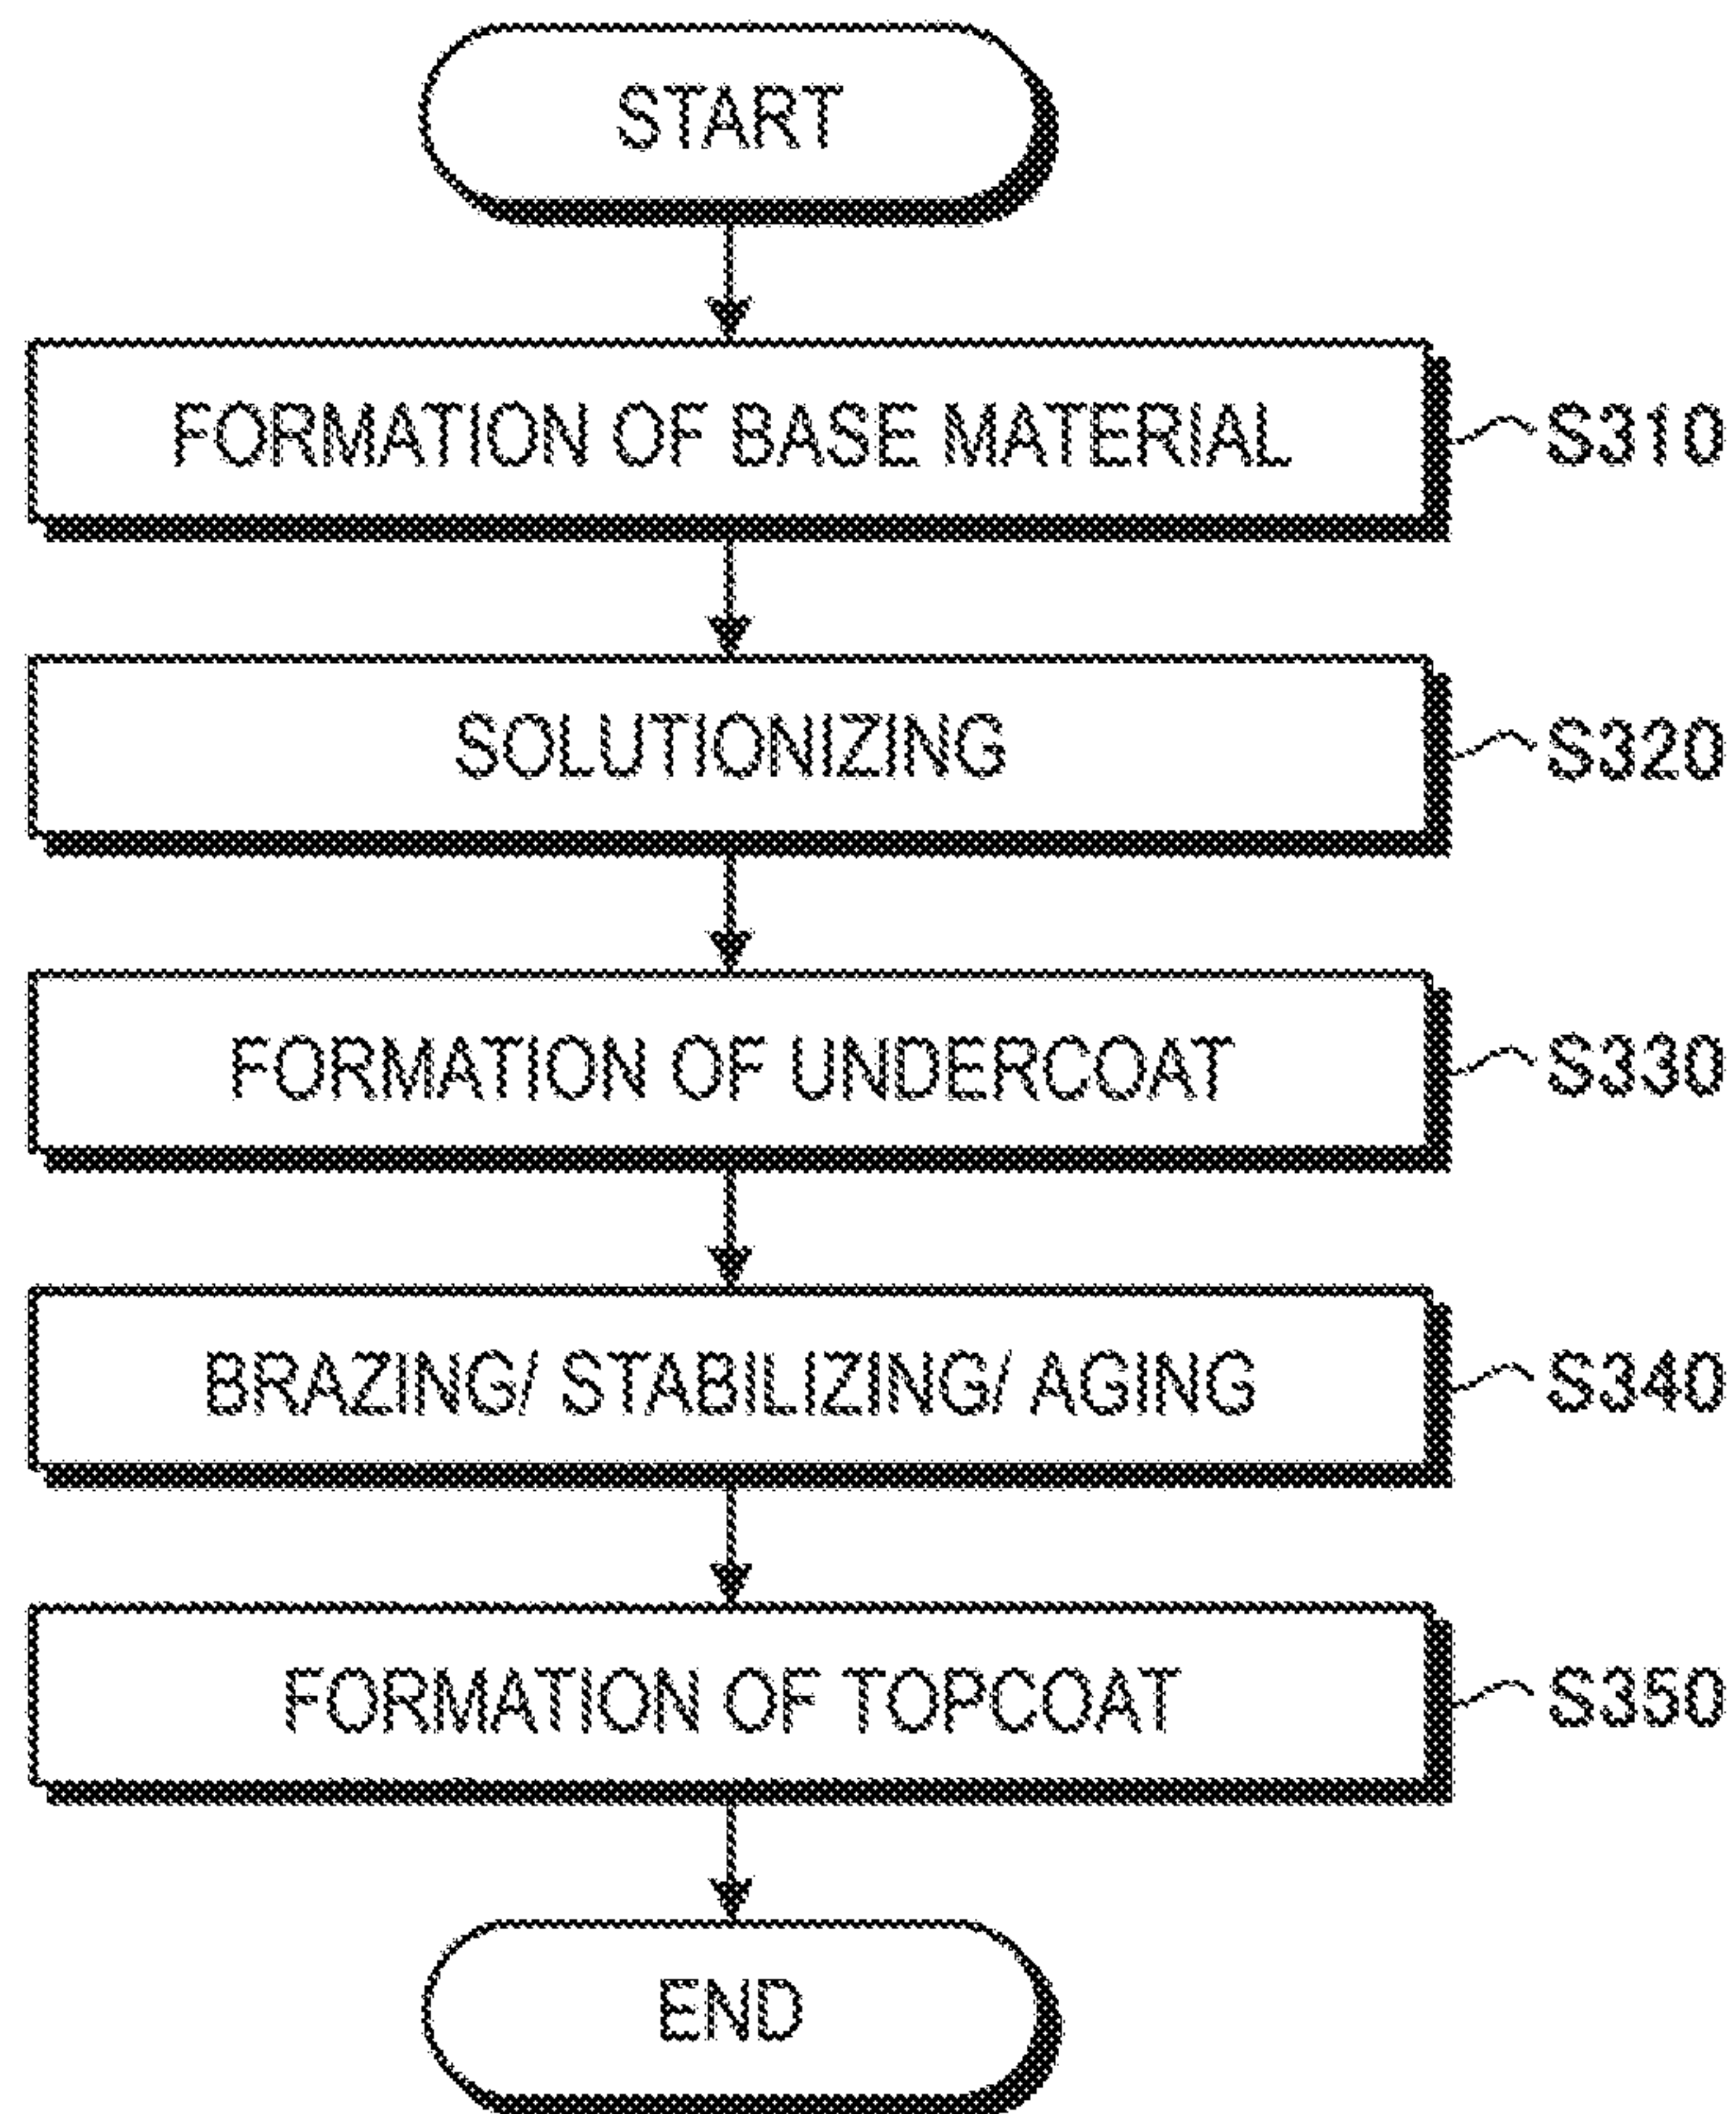 START
FORMATION OF BASE MATERIAL S310
SOLUTIONIZING S320
FORMATION OF UNDERCOAT S330
BRAZING/ STABILIZING/ AGING S340
FORMATION OF TOPCOAT S350
END